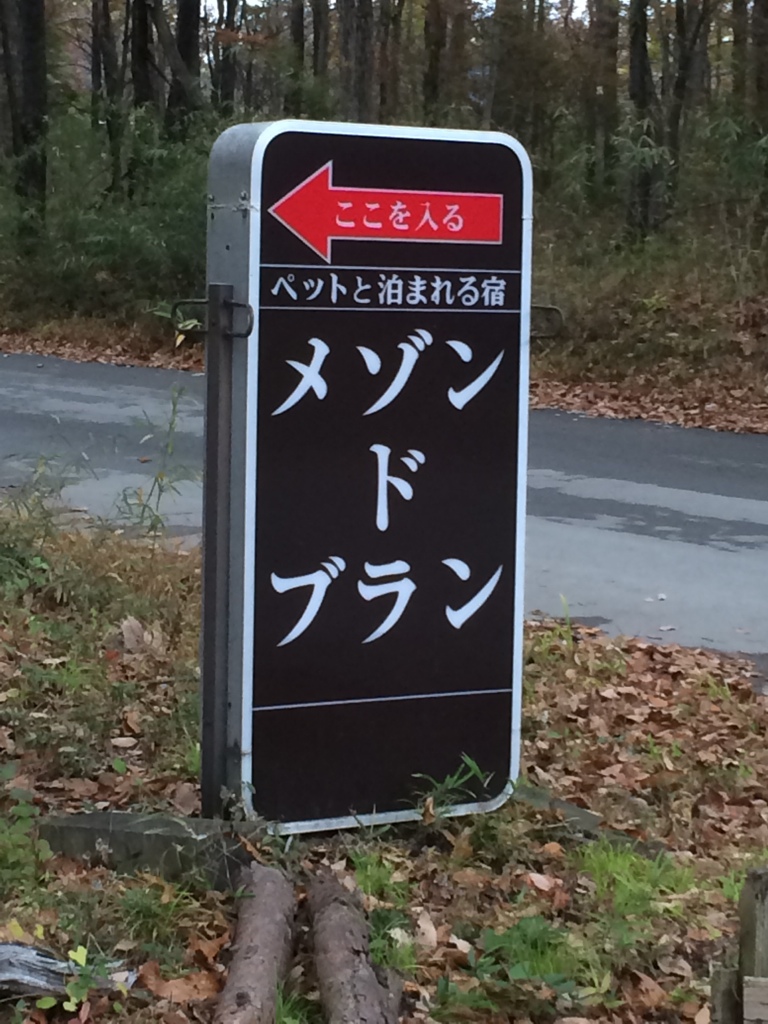 ここを入る
ペットと泊まれる宿
メゾン
ド
ブラン